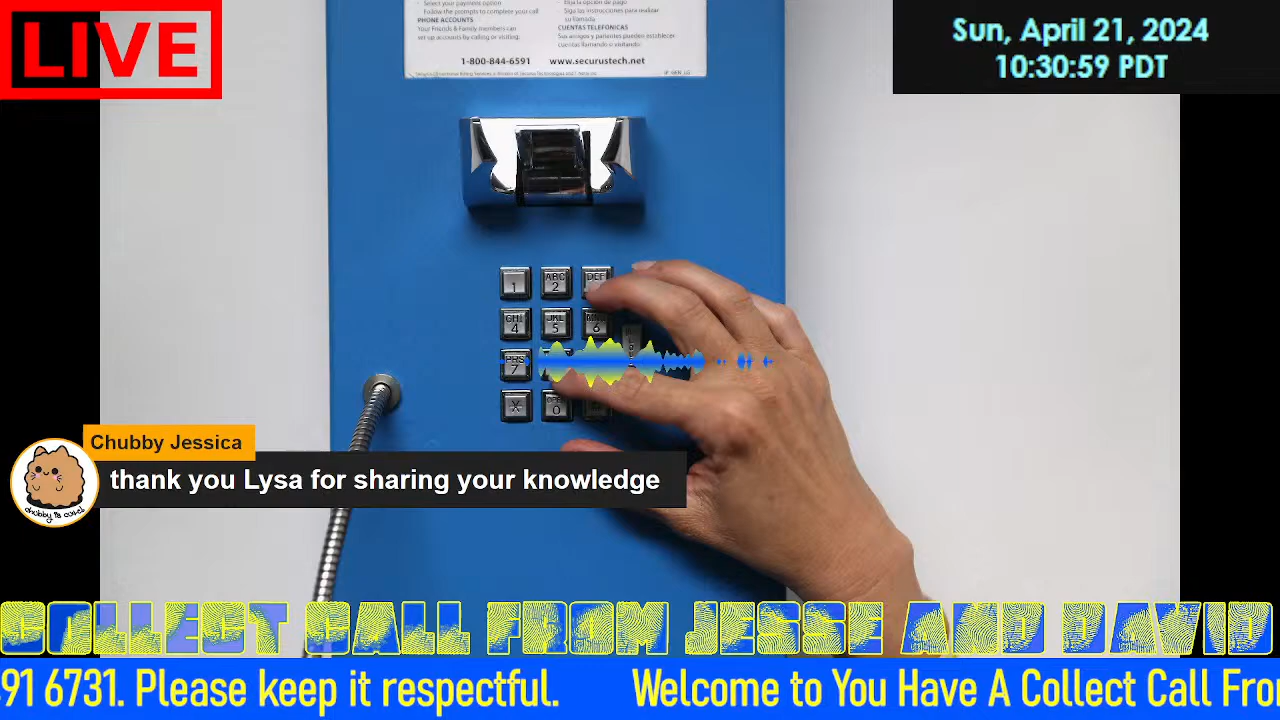 LIVE
Sun, April 21, 2024
10:30:59 PDT
Select your payment option
Follow the prompts to complete your call
PHONE ACCOUNTS
Your Friends & Family members can
set up accounts by calling or visiting.
Elija la opción de pago
Siga las instrucciones para realizar
su llamada
CUENTAS TELEFONICAS
Sus amigos y parientes pueden establecer
cuentas llamando o visitando.
1-800-844-6591 www.securustech.net
1
ABC
2
DEF
GHI
4
JKL
5
6
PRS
7
*
0
Chubby Jessica
thank you Lysa for sharing your knowledge
chubby is cute!
COLLECT CALL FROM JESSE AND DAVID
91 6731. Please keep it respectful. Welcome to You Have A Collect Call Fro